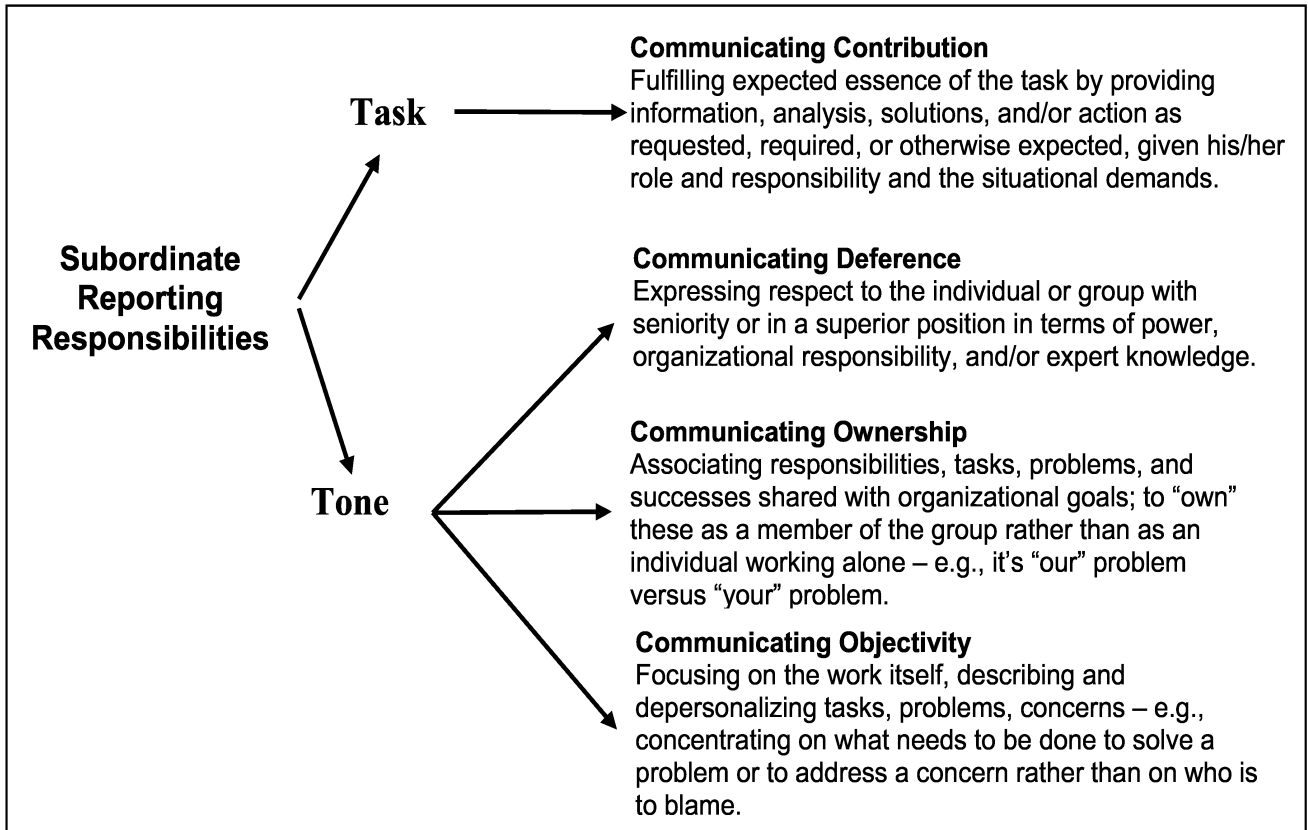 Communicating Contribution
Fulfilling expected essence of the task by providing
information, analysis, solutions, and/or action as
requested, required, or otherwise expected, given his/her
role and responsibility and the situational demands.
Task
Subordinate
Reporting
Responsibilities
Communicating Deference
Expressing respect to the individual or group with
seniority or in a superior position in terms of power,
organizational responsibility, and/or expert knowledge.
Tone
Communicating Ownership
Associating responsibilities, tasks, problems, and
successes shared with organizational goals; to “own”
these as a member of the group rather than as an
individual working alone – e.g., it’s “our” problem
versus “your” problem.
Communicating Objectivity
Focusing on the work itself, describing and
depersonalizing tasks, problems, concerns – e.g.,
concentrating on what needs to be done to solve a
problem or to address a concern rather than on who is
to blame.